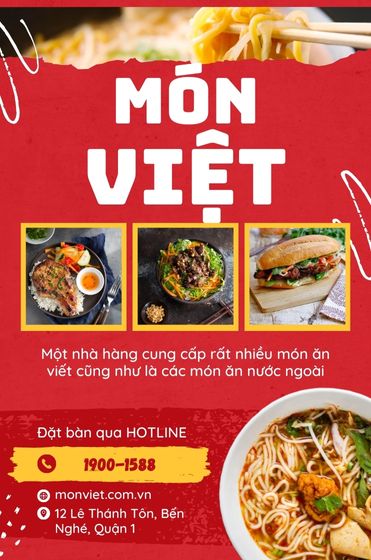 MÓN
VIỆT
Một nhà hàng cung cấp rất nhiều món ăn
viết cũng như là các món ăn nước ngoài
Đặt bàn qua HOTLINE
1900-1588
monviet.com.vn
12 Lê Thánh Tôn, Bến
Nghé, Quận 1